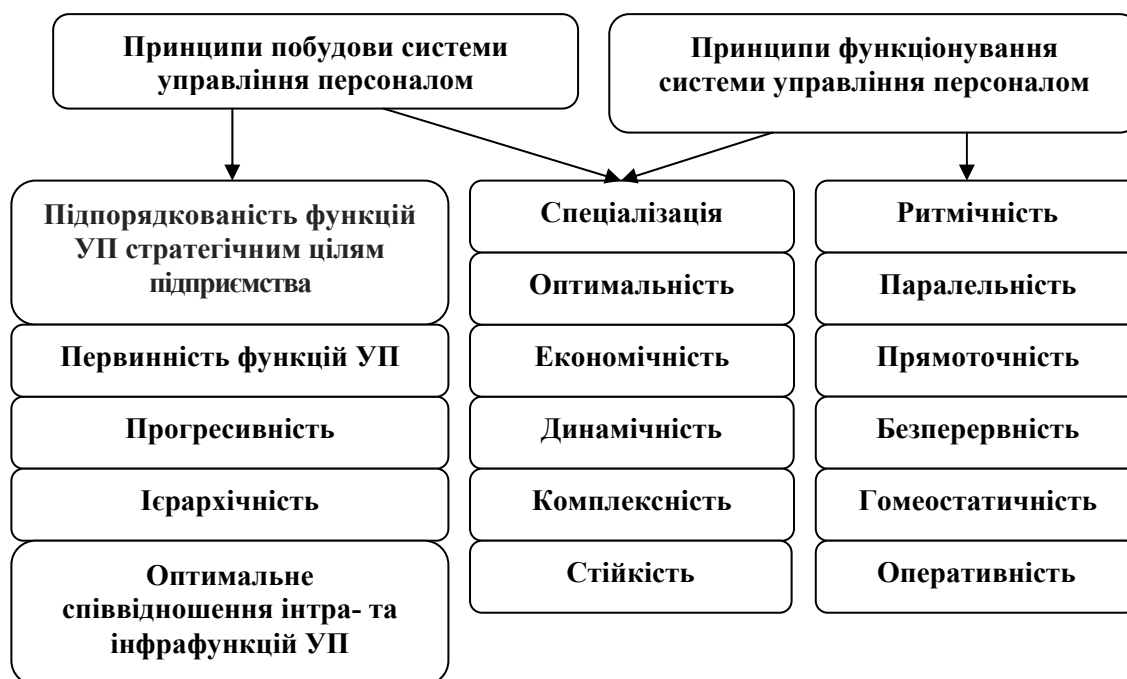 Принципи побудови системи
управління персоналом
Принципи функціонування
системи управління персоналом
Підпорядкованість функцій
УП стратегічним цілям
підприємства
Первинність функцій УП
Прогресивність
Ієрархічність
Оптимальне
співвідношення інтра- та
інфрафункцій УП
Спеціалізація
Оптимальність
Економічність
Динамічність
Комплексність
Стійкість
Ритмічність
Паралельність
Прямоточність
Безперервність
Гомеостатичність
Оперативність